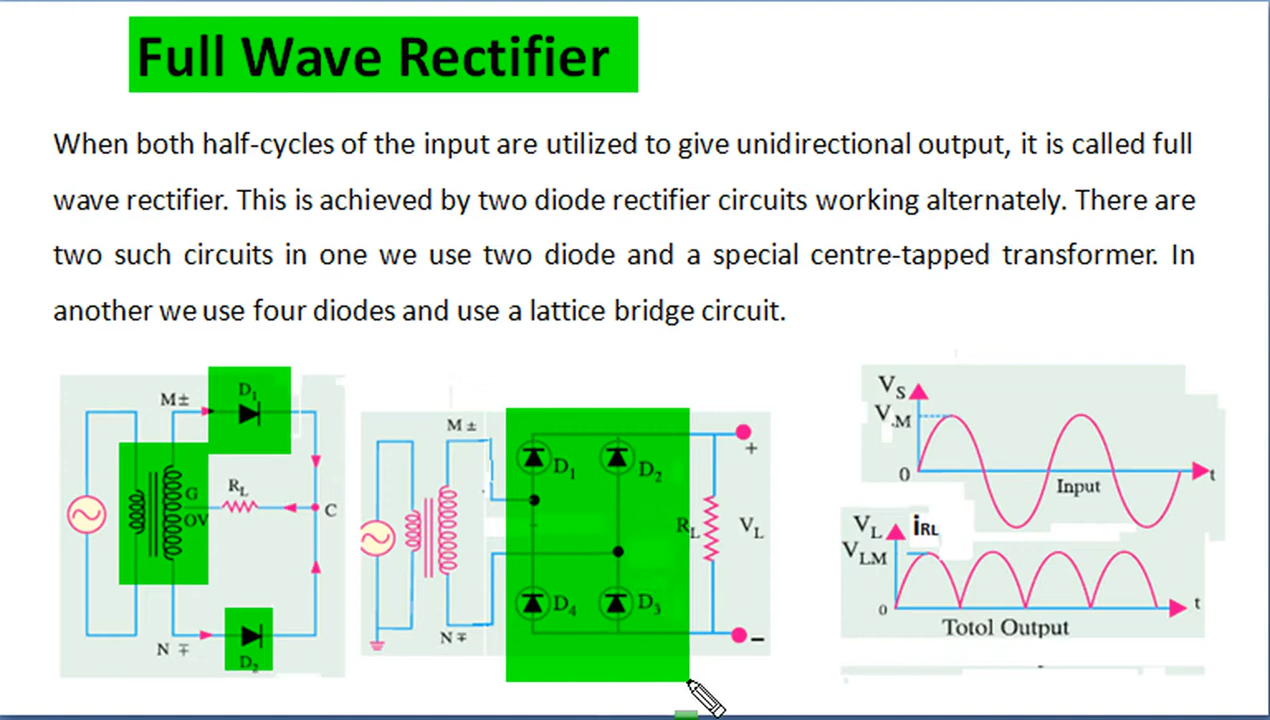 Full Wave Rectifier
When both half-cycles of the input are utilized to give unidirectional output, it is called full
wave rectifier. This is achieved by two diode rectifier circuits working alternately. There are
two such circuits in one we use two diode and a special centre-tapped transformer. In
another we use four diodes and use a lattice bridge circuit.
M±
D1
G
OV
RL
C
N ∓
D2
M ±
D1
D2
RL
VL
D4
D3
N ∓
+
−
VS
V.M
0
Input
t
VL
iRL
VLM
0
t
Totol Output